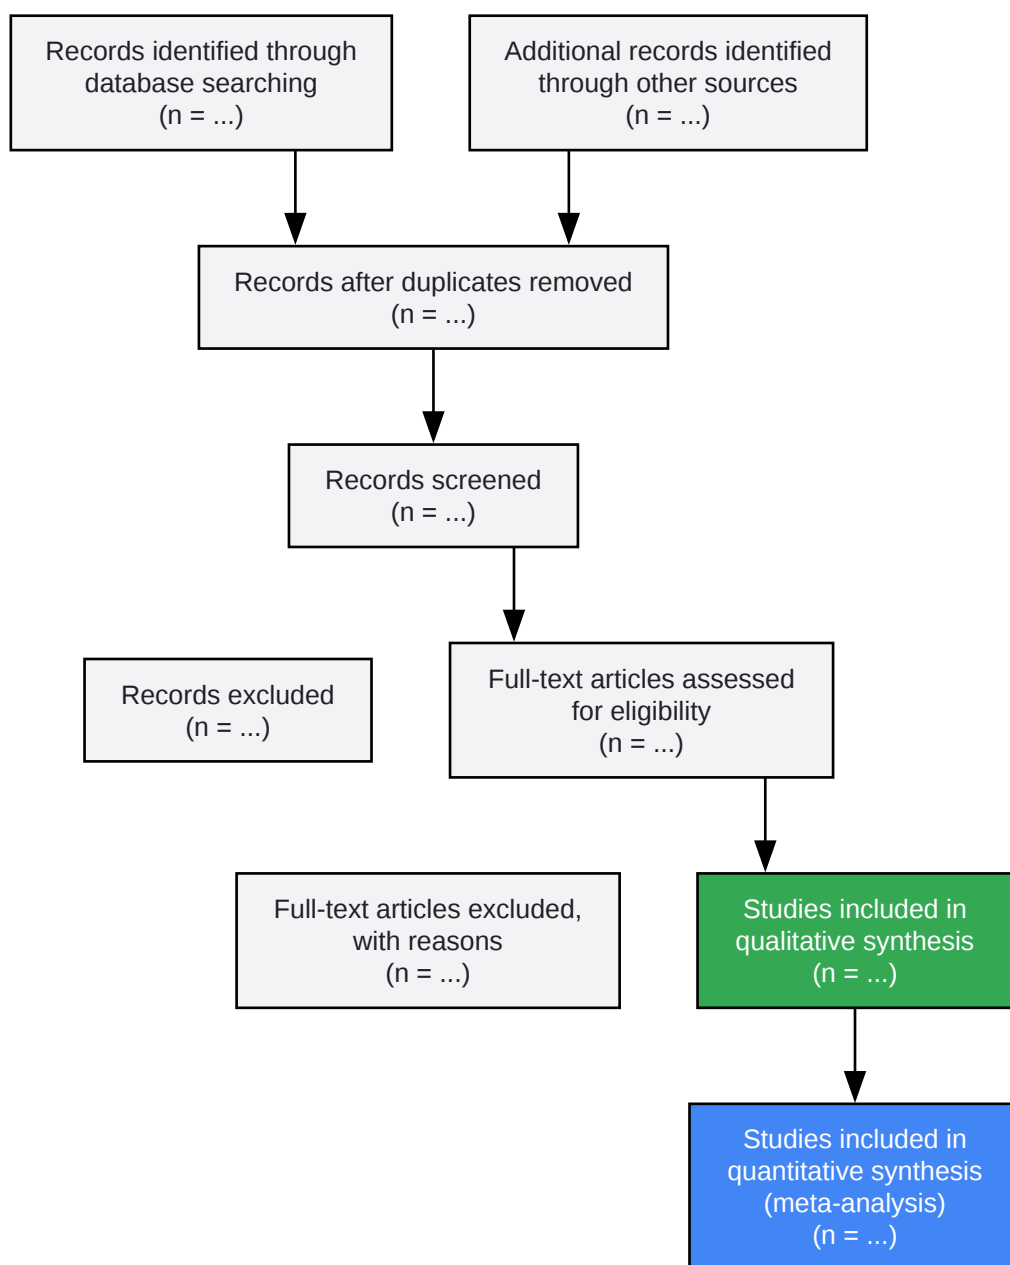 Records identified through
database searching
(n = ...)
Additional records identified
through other sources
(n = ...)
Records after duplicates removed
(n = ...)
Records screened
(n = ...)
Records excluded
(n = ...)
Full-text articles assessed
for eligibility
(n = ...)
Full-text articles excluded,
with reasons
(n = ...)
Studies included in
qualitative synthesis
(n = ...)
Studies included in
quantitative synthesis
(meta-analysis)
(n = ...)